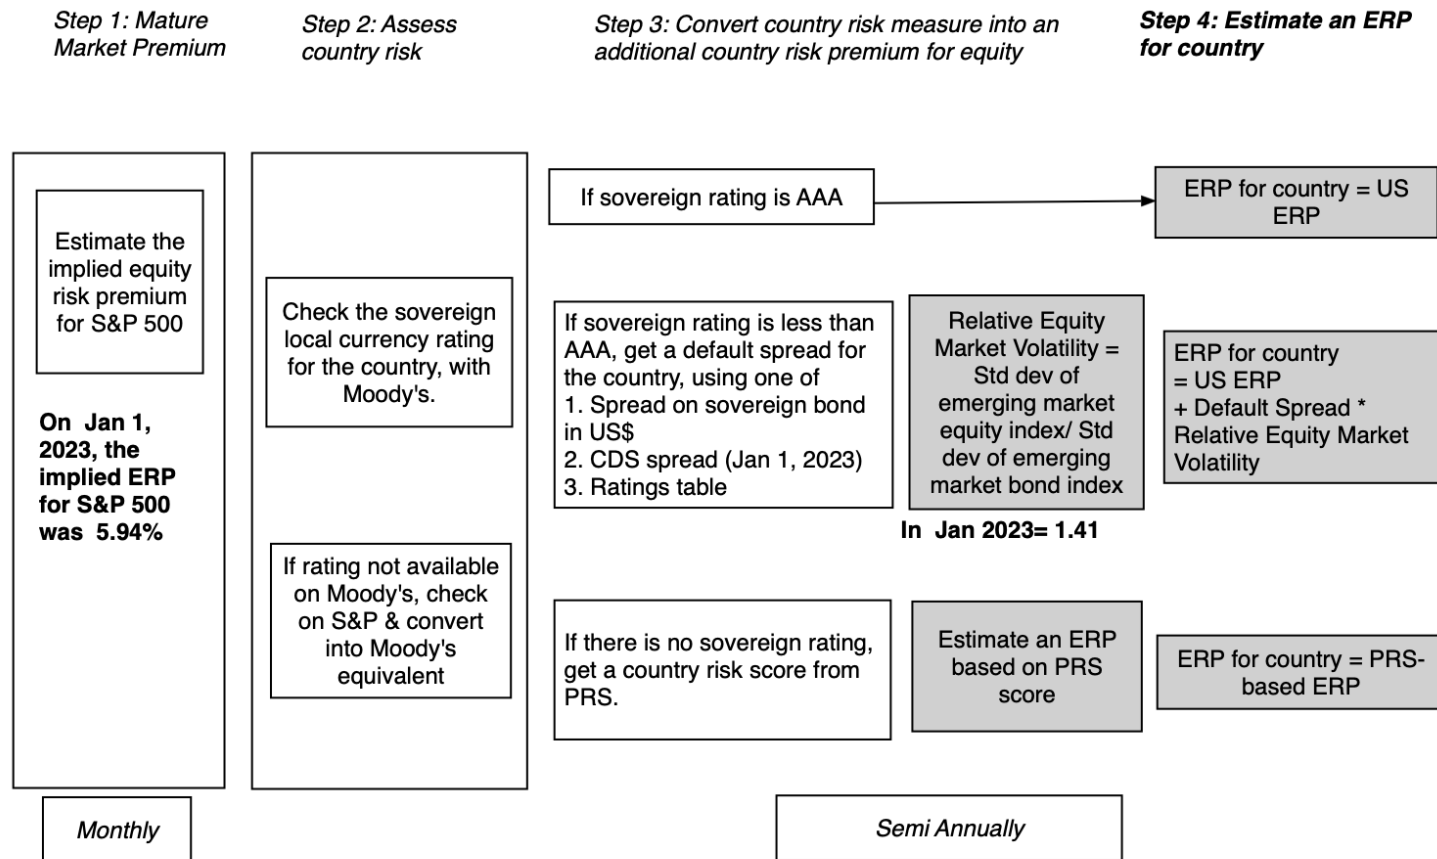 Step 1: Mature
Market Premium
Step 2: Assess
country risk
Step 3: Convert country risk measure into an
additional country risk premium for equity
Step 4: Estimate an ERP
for country
Estimate the
implied equity
risk premium
for S&P 500
On Jan 1,
2023, the
implied ERP
for S&P 500
was 5.94%
Monthly
Check the sovereign
local currency rating
for the country, with
Moody's.
If rating not available
on Moody's, check
on S&P & convert
into Moody's
equivalent
If sovereign rating is AAA
ERP for country = US
ERP
If sovereign rating is less than
AAA, get a default spread for
the country, using one of
1. Spread on sovereign bond
in US$
2. CDS spread (Jan 1, 2023)
3. Ratings table
Relative Equity
Market Volatility =
Std dev of
emerging market
equity index/ Std
dev of emerging
market bond index
In Jan 2023= 1.41
ERP for country
= US ERP
+ Default Spread *
Relative Equity Market
Volatility
If there is no sovereign rating,
get a country risk score from
PRS.
Estimate an ERP
based on PRS
score
ERP for country = PRS-
based ERP
Semi Annually